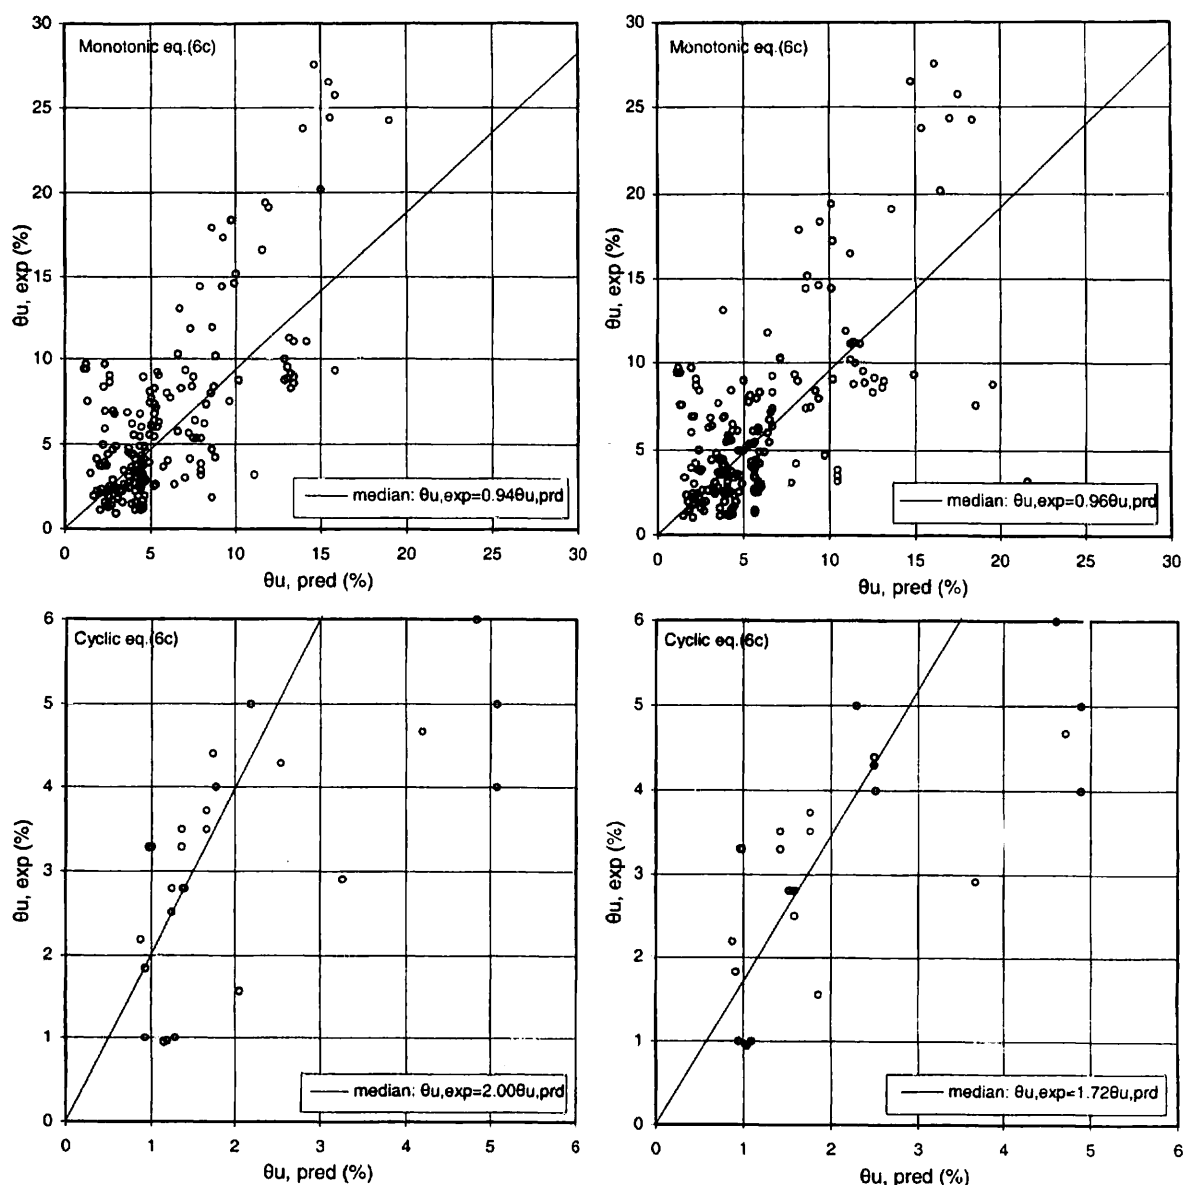 Monotonic eq.(6c)
30
25
20
15
10
5
0
θu, exp (%)
0 5 10 15 20 25 30
θu, pred (%)
median: θu,exp=0.94θu,prd
Monotonic eq.(6c)
30
25
20
15
10
5
0
θu, exp (%)
0 5 10 15 20 25 30
θu, pred (%)
median: θu,exp=0.96θu,prd
Cyclic eq.(6c)
6
5
4
3
2
1
0
θu, exp (%)
0 1 2 3 4 5 6
θu, pred (%)
median: θu,exp=2.00θu,prd
Cyclic eq.(6c)
6
5
4
3
2
1
0
θu, exp (%)
0 1 2 3 4 5 6
θu, pred (%)
median: θu,exp=1.72θu,prd